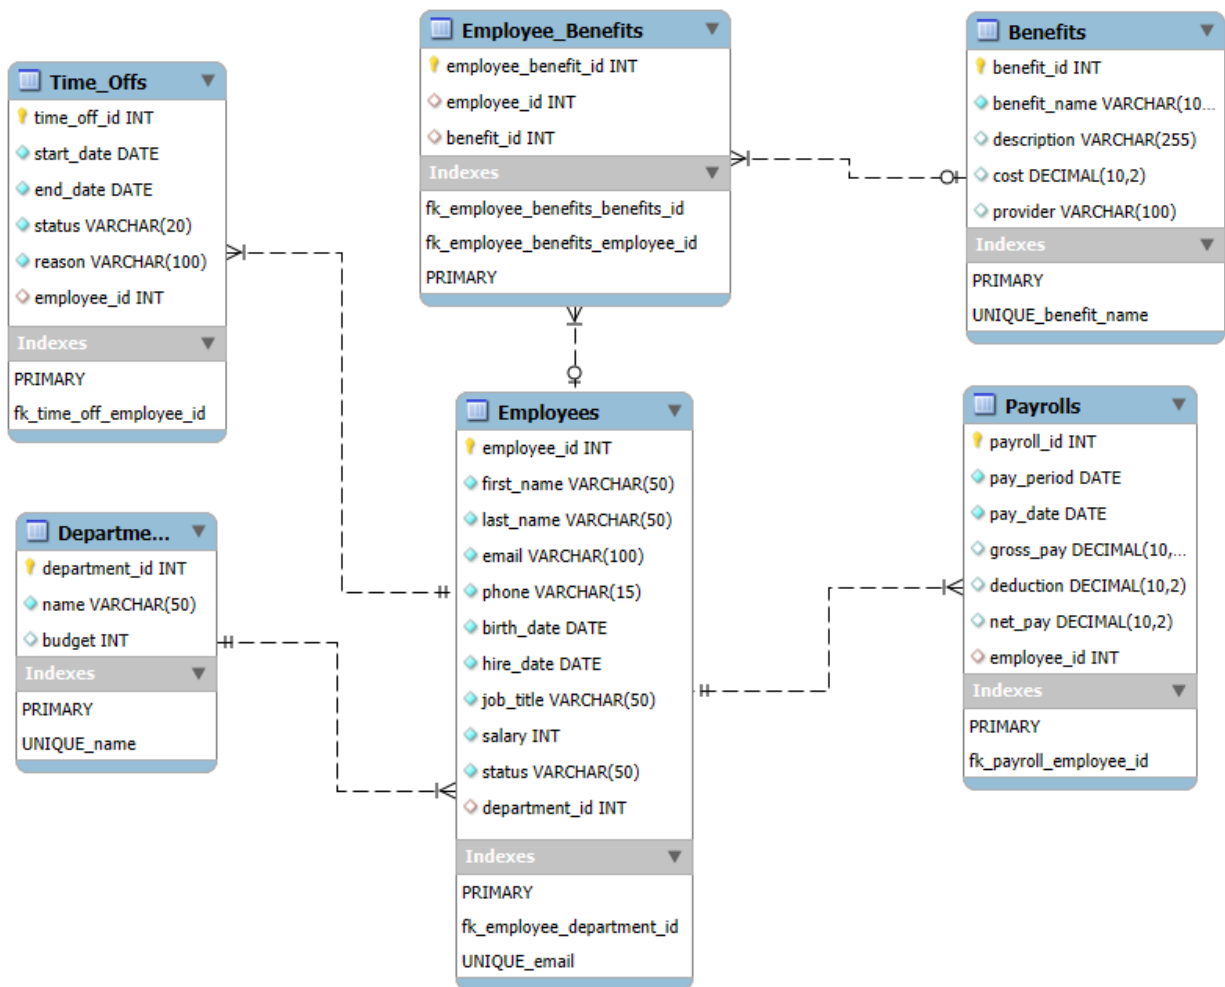 Time_Offs
time_off_id INT
start_date DATE
end_date DATE
status VARCHAR(20)
reason VARCHAR(100)
employee_id INT
Indexes
PRIMARY
fk_time_off_employee_id
Employee_Benefits
employee_benefit_id INT
employee_id INT
benefit_id INT
Indexes
fk_employee_benefits_benefits_id
fk_employee_benefits_employee_id
PRIMARY
Benefits
benefit_id INT
benefit_name VARCHAR(10...
description VARCHAR(255)
cost DECIMAL(10,2)
provider VARCHAR(100)
Indexes
PRIMARY
UNIQUE_benefit_name
Departme...
department_id INT
name VARCHAR(50)
budget INT
Indexes
PRIMARY
UNIQUE_name
Employees
employee_id INT
first_name VARCHAR(50)
last_name VARCHAR(50)
email VARCHAR(100)
phone VARCHAR(15)
birth_date DATE
hire_date DATE
job_title VARCHAR(50)
salary INT
status VARCHAR(50)
department_id INT
Indexes
PRIMARY
fk_employee_department_id
UNIQUE_email
Payrolls
payroll_id INT
pay_period DATE
pay_date DATE
gross_pay DECIMAL(10,...
deduction DECIMAL(10,2)
net_pay DECIMAL(10,2)
employee_id INT
Indexes
PRIMARY
fk_payroll_employee_id